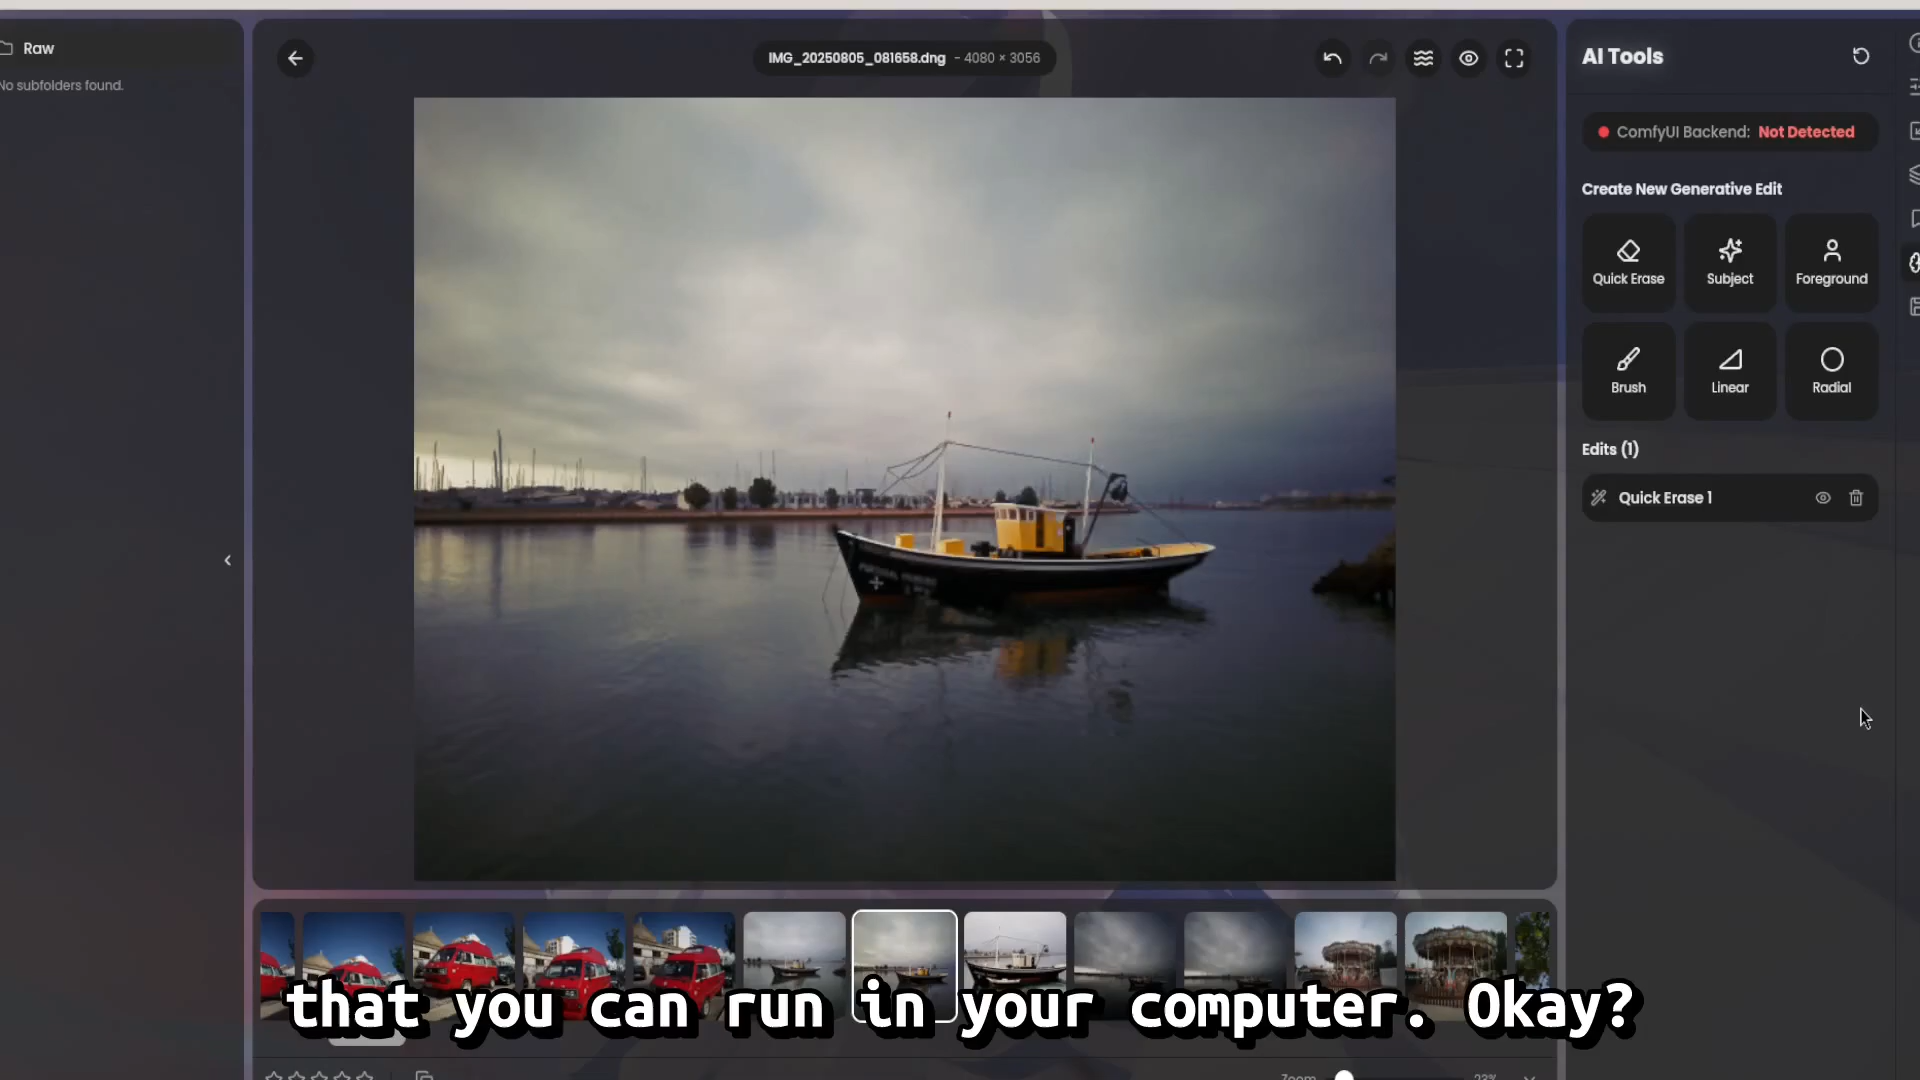 Raw
No subfolders found.
IMG_20250805_081658.dng - 4080 × 3056
AI Tools
ComfyUI Backend: Not Detected
Create New Generative Edit
Quick Erase
Subject
Foreground
Brush
Linear
Radial
Edits (1)
Quick Erase 1
that you can run in your computer. Okay?
Zoom
23%